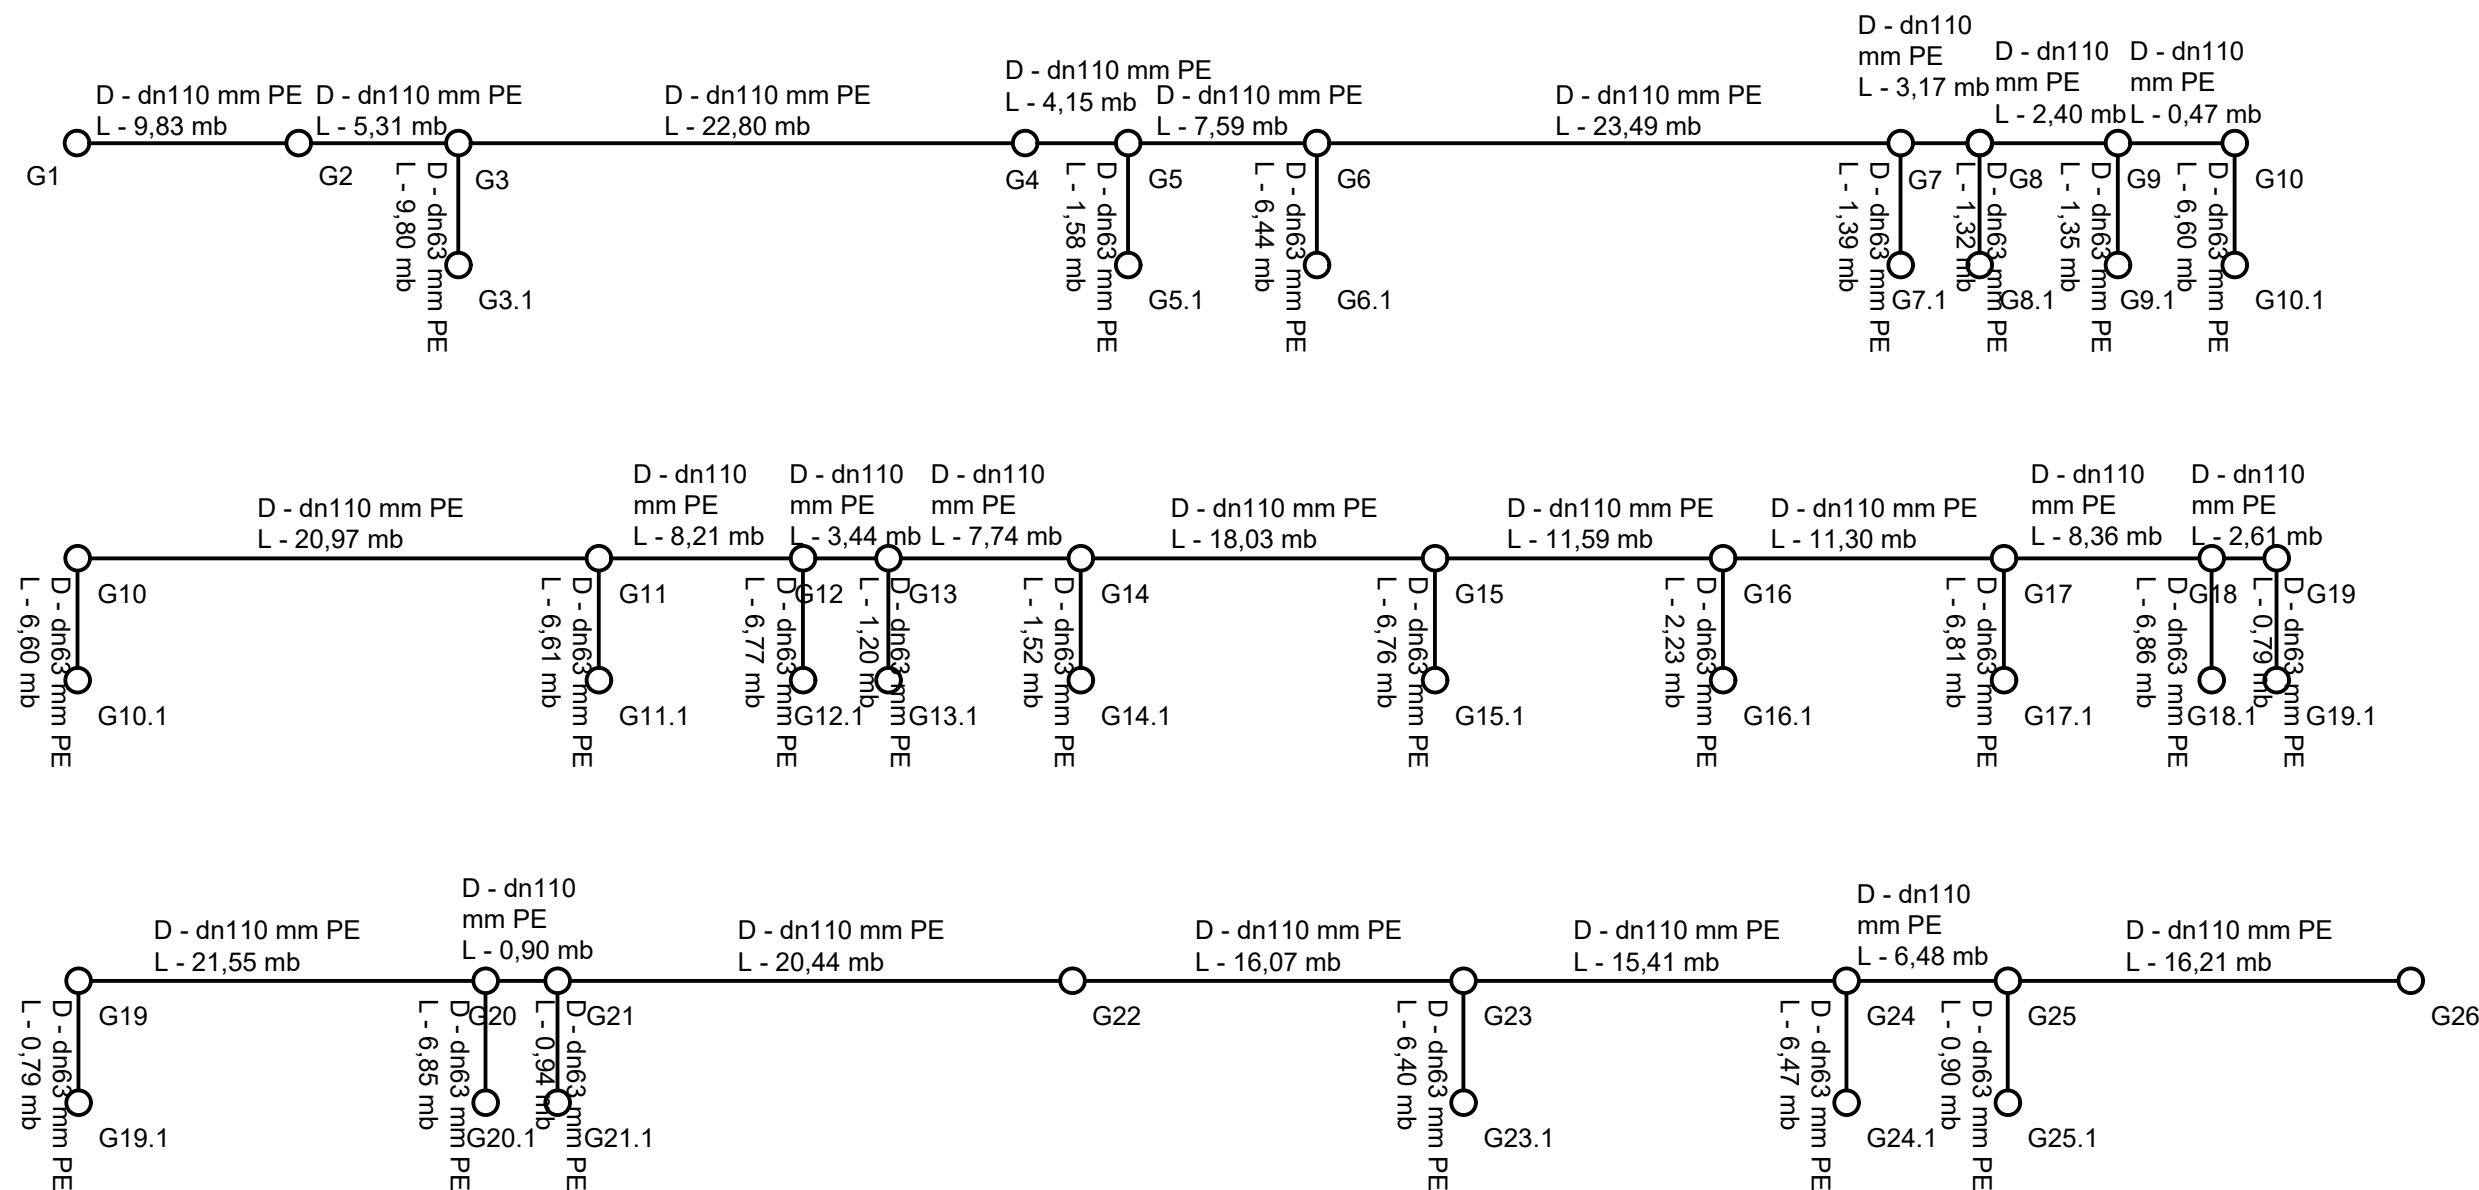 D - dn110 mm PE
L - 9,83 mb
D - dn110 mm PE
L - 5,31 mb
D - dn110 mm PE
L - 22,80 mb
D - dn110 mm PE
L - 4,15 mb
D - dn110 mm PE
L - 7,59 mb
D - dn110 mm PE
L - 23,49 mb
D - dn110
mm PE
L - 3,17 mb
D - dn110
mm PE
L - 2,40 mb
D - dn110
mm PE
L - 0,47 mb
G1
G2
G3
G4
G5
G6
G7
G8
G9
G10
D - dn63 mm PE
L - 9,80 mb
D - dn63 mm PE
L - 1,58 mb
D - dn63 mm PE
L - 6,44 mb
D - dn63 mm PE
L - 1,39 mb
D - dn63 mm PE
L - 1,32 mb
D - dn63 mm PE
L - 1,35 mb
D - dn63 mm PE
L - 6,60 mb
G3.1
G5.1
G6.1
G7.1
G8.1
G9.1
G10.1
D - dn110 mm PE
L - 20,97 mb
D - dn110
mm PE
L - 8,21 mb
D - dn110
mm PE
L - 3,44 mb
D - dn110
mm PE
L - 7,74 mb
D - dn110 mm PE
L - 18,03 mb
D - dn110 mm PE
L - 11,59 mb
D - dn110 mm PE
L - 11,30 mb
D - dn110
mm PE
L - 8,36 mb
D - dn110
mm PE
L - 2,61 mb
G10
G11
G12
G13
G14
G15
G16
G17
G18
G19
D - dn63 mm PE
L - 6,60 mb
D - dn63 mm PE
L - 6,61 mb
D - dn63 mm PE
L - 6,77 mb
D - dn63 mm PE
L - 1,20 mb
D - dn63 mm PE
L - 1,52 mb
D - dn63 mm PE
L - 6,76 mb
D - dn63 mm PE
L - 2,23 mb
D - dn63 mm PE
L - 6,81 mb
D - dn63 mm PE
L - 6,86 mb
D - dn63 mm PE
L - 0,79 mb
G10.1
G11.1
G12.1
G13.1
G14.1
G15.1
G16.1
G17.1
G18.1
G19.1
D - dn110 mm PE
L - 21,55 mb
D - dn110
mm PE
L - 0,90 mb
D - dn110 mm PE
L - 20,44 mb
D - dn110 mm PE
L - 16,07 mb
D - dn110 mm PE
L - 15,41 mb
D - dn110
mm PE
L - 6,48 mb
D - dn110 mm PE
L - 16,21 mb
G19
G20
G21
G22
G23
G24
G25
G26
D - dn63 mm PE
L - 0,79 mb
D - dn63 mm PE
L - 6,85 mb
D - dn63 mm PE
L - 0,94 mb
D - dn63 mm PE
L - 6,40 mb
D - dn63 mm PE
L - 6,47 mb
D - dn63 mm PE
L - 0,90 mb
G19.1
G20.1
G21.1
G23.1
G24.1
G25.1